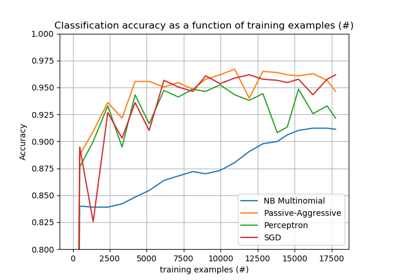 Classification accuracy as a function of training examples (#)
1.000
0.975
0.950
0.925
0.900
0.875
0.850
0.825
0.800
Accuracy
NB Multinomial
Passive-Aggressive
Perceptron
SGD
0 2500 5000 7500 10000 12500 15000 17500
training examples (#)